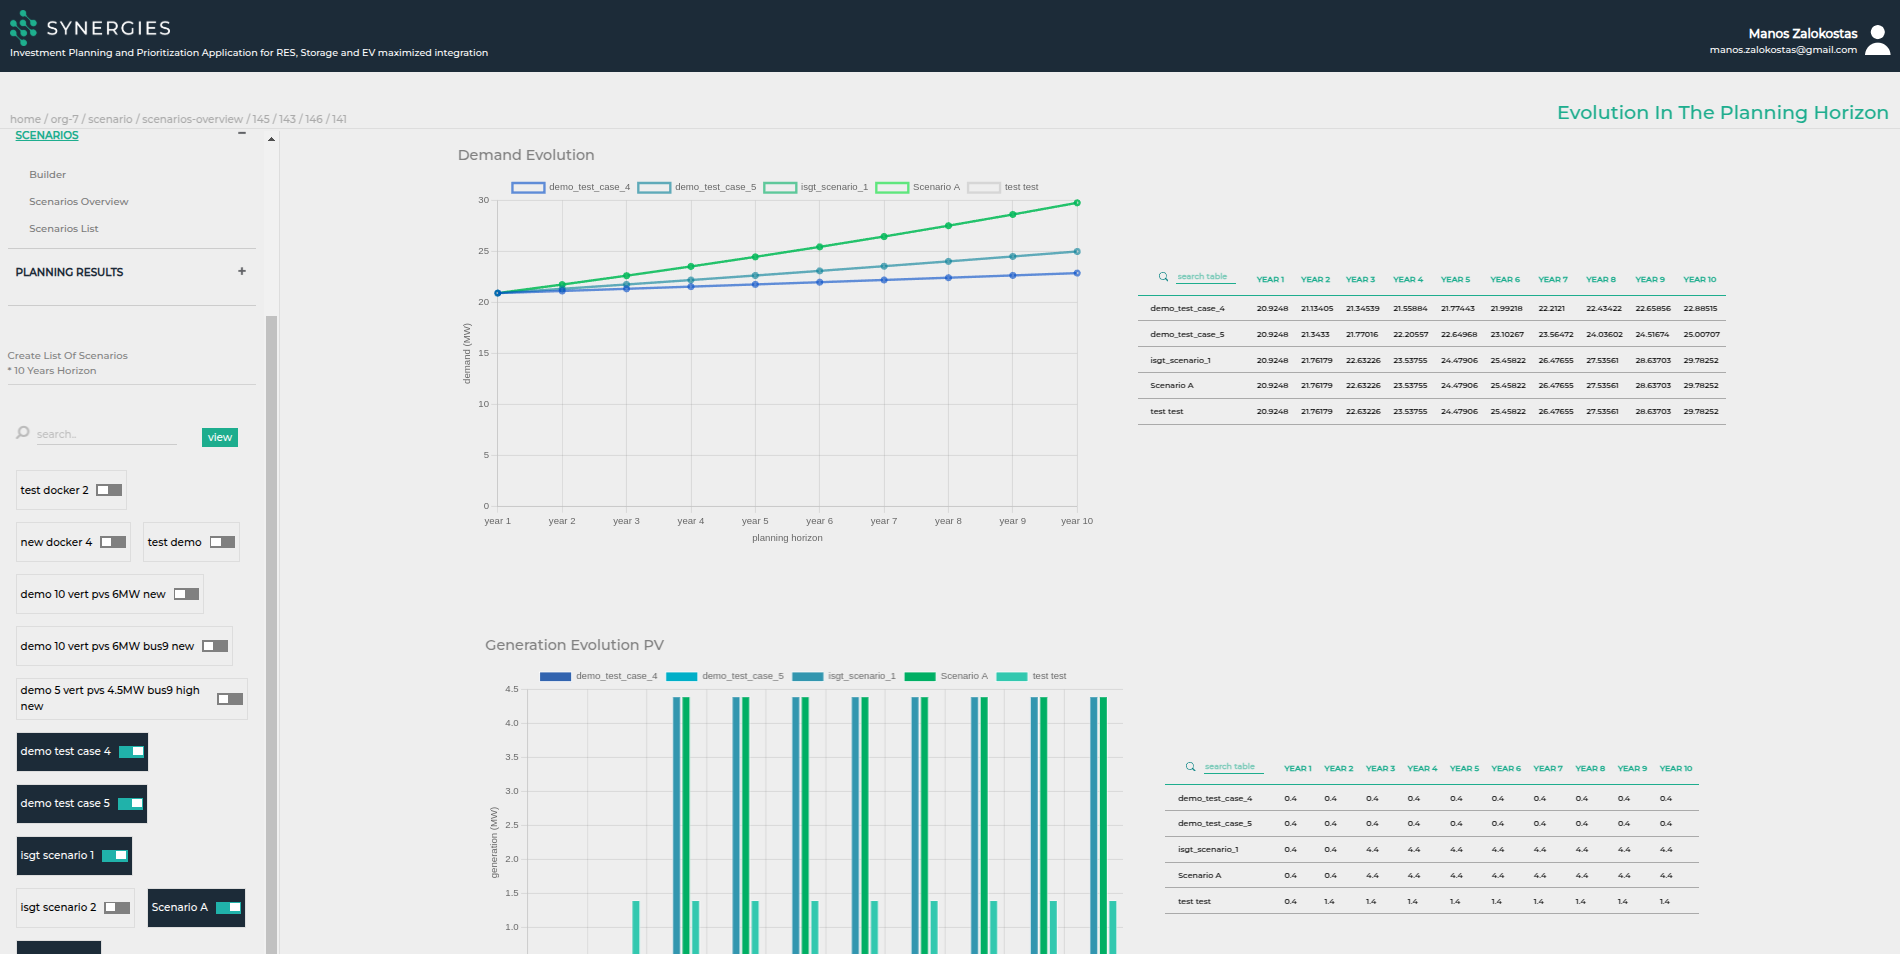 SYNERGIES
Investment Planning and Prioritization Application for RES, Storage and EV maximized integration
Manos Zalokostas
manos.zalokostas@gmail.com
home / org-7 / scenario / scenarios-overview / 145 / 143 / 146 / 141
Evolution In The Planning Horizon
SCENARIOS −
Builder
Scenarios Overview
Scenarios List
PLANNING RESULTS +
Create List Of Scenarios
* 10 Years Horizon
search..
view
test docker 2
new docker 4
test demo
demo 10 vert pvs 6MW new
demo 10 vert pvs 6MW bus9 new
demo 5 vert pvs 4.5MW bus9 high
new
demo test case 4
demo test case 5
isgt scenario 1
isgt scenario 2
Scenario A
Demand Evolution
demo_test_case_4 demo_test_case_5 isgt_scenario_1 Scenario A test test
30
25
20
15
10
5
0
demand (MW)
year 1 year 2 year 3 year 4 year 5 year 6 year 7 year 8 year 9 year 10
planning horizon
search table YEAR 1 YEAR 2 YEAR 3 YEAR 4 YEAR 5 YEAR 6 YEAR 7 YEAR 8 YEAR 9 YEAR 10
demo_test_case_4 20.9248 21.13405 21.34539 21.55884 21.77443 21.99218 22.2121 22.43422 22.65856 22.88515
demo_test_case_5 20.9248 21.3433 21.77016 22.20557 22.64968 23.10267 23.56472 24.03602 24.51674 25.00707
isgt_scenario_1 20.9248 21.76179 22.63226 23.53755 24.47906 25.45822 26.47655 27.53561 28.63703 29.78252
Scenario A 20.9248 21.76179 22.63226 23.53755 24.47906 25.45822 26.47655 27.53561 28.63703 29.78252
test test 20.9248 21.76179 22.63226 23.53755 24.47906 25.45822 26.47655 27.53561 28.63703 29.78252
Generation Evolution PV
demo_test_case_4 demo_test_case_5 isgt_scenario_1 Scenario A test test
4.5
4.0
3.5
3.0
2.5
2.0
1.5
1.0
generation (MW)
search table YEAR 1 YEAR 2 YEAR 3 YEAR 4 YEAR 5 YEAR 6 YEAR 7 YEAR 8 YEAR 9 YEAR 10
demo_test_case_4 0.4 0.4 0.4 0.4 0.4 0.4 0.4 0.4 0.4 0.4
demo_test_case_5 0.4 0.4 0.4 0.4 0.4 0.4 0.4 0.4 0.4 0.4
isgt_scenario_1 0.4 0.4 4.4 4.4 4.4 4.4 4.4 4.4 4.4 4.4
Scenario A 0.4 0.4 4.4 4.4 4.4 4.4 4.4 4.4 4.4 4.4
test test 0.4 1.4 1.4 1.4 1.4 1.4 1.4 1.4 1.4 1.4